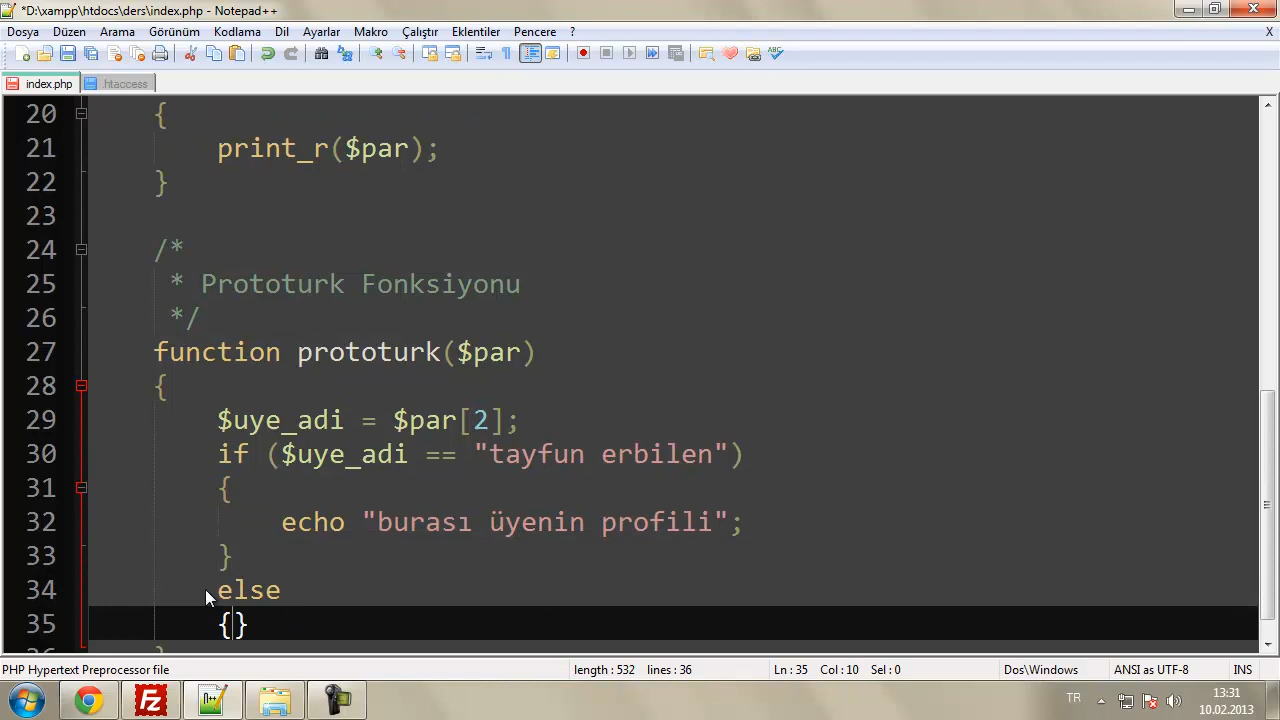 *D:\xampp\htdocs\ders\index.php - Notepad++
Dosya Düzen Arama Görünüm Kodlama Dil Ayarlar Makro Çalıştır Eklentiler Pencere ? X
index.php .htaccess
20 {
21 print_r($par);
22 }
23
24 /*
25 * Prototurk Fonksiyonu
26 */
27 function prototurk($par)
28 {
29 $uye_adi = $par[2];
30 if ($uye_adi == "tayfun erbilen")
31 {
32 echo "burası üyenin profili";
33 }
34 else
35 {}
36 }
PHP Hypertext Preprocessor file length : 532 lines : 36 Ln : 35 Col : 10 Sel : 0 Dos\Windows ANSI as UTF-8 INS
TR 13:31
10.02.2013